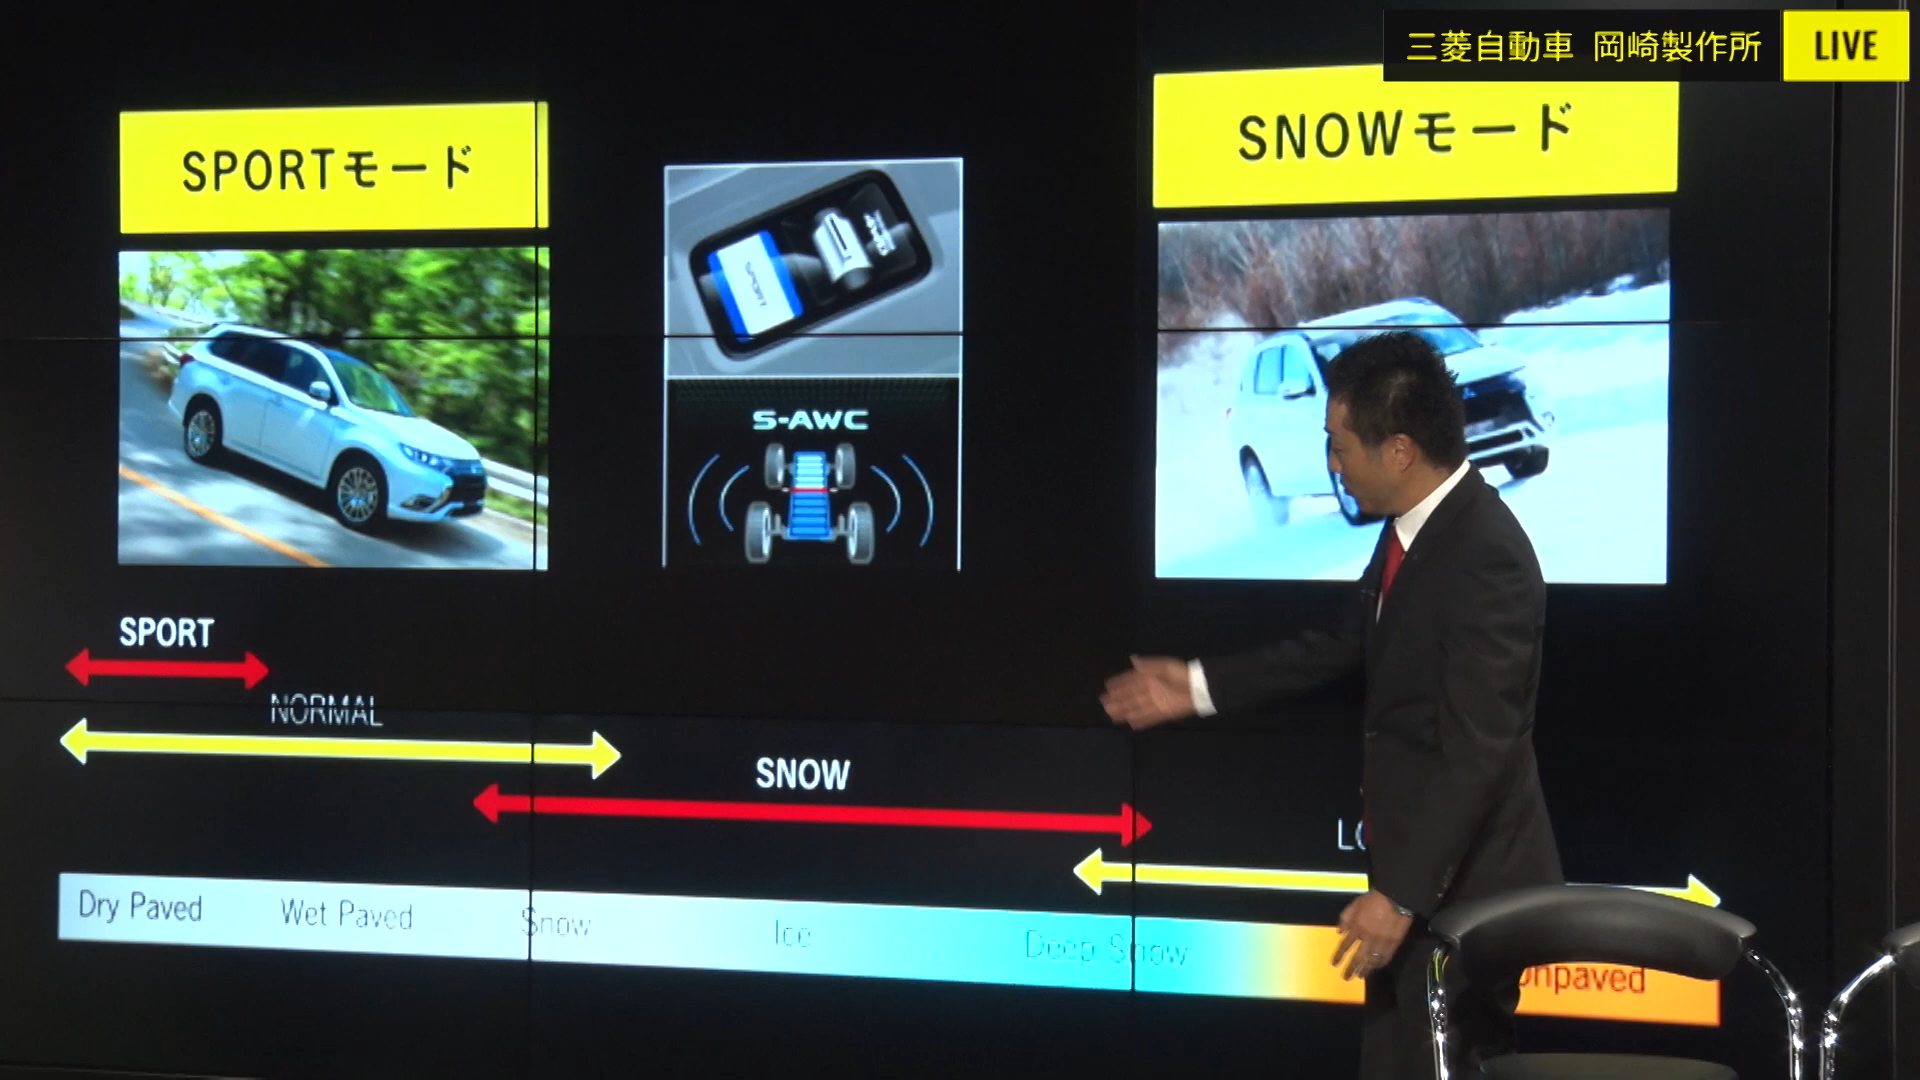 三菱自動車 岡崎製作所 LIVE
SPORTモード
SNOWモード
SPORT
S-AWC
SPORT
NORMAL
SNOW
Dry Paved
Wet Paved
Snow
Ice
Deep Snow